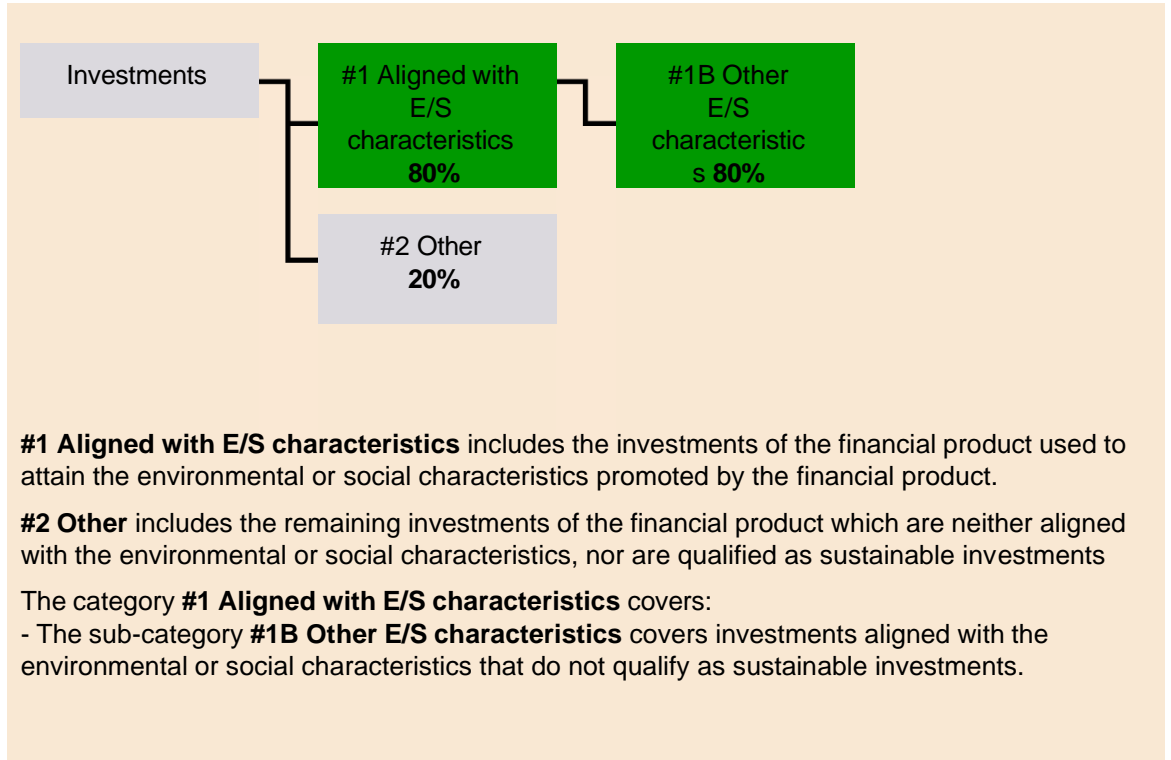 Investments
#1 Aligned with
E/S
characteristics
80%
#1B Other
E/S
characteristic
s 80%
#2 Other
20%
#1 Aligned with E/S characteristics includes the investments of the financial product used to
attain the environmental or social characteristics promoted by the financial product.
#2 Other includes the remaining investments of the financial product which are neither aligned
with the environmental or social characteristics, nor are qualified as sustainable investments
The category #1 Aligned with E/S characteristics covers:
- The sub-category #1B Other E/S characteristics covers investments aligned with the
environmental or social characteristics that do not qualify as sustainable investments.